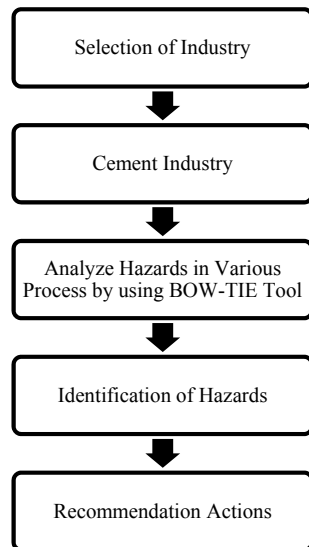 Selection of Industry
Cement Industry
Analyze Hazards in Various
Process by using BOW-TIE Tool
Identification of Hazards
Recommendation Actions